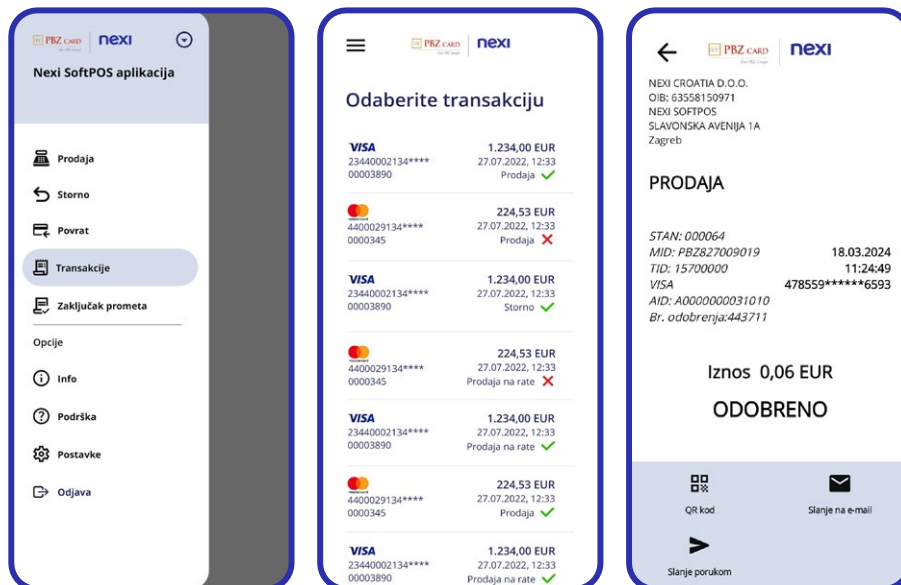 PBZ CARD nexi
Nexi SoftPOS aplikacija
Prodaja
Storno
Povrat
Transakcije
Zaključak prometa
Opcije
Info
Podrška
Postavke
Odjava
PBZ CARD nexi
Odaberite transakciju
VISA 1.234,00 EUR
23440002134**** 27.07.2022, 12:33
00003890 Prodaja
224,53 EUR
4400029134**** 27.07.2022, 12:33
0000345 Prodaja
VISA 1.234,00 EUR
23440002134**** 27.07.2022, 12:33
00003890 Storno
224,53 EUR
4400029134**** 27.07.2022, 12:33
0000345 Prodaja na rate
VISA 1.234,00 EUR
23440002134**** 27.07.2022, 12:33
00003890 Prodaja na rate
224,53 EUR
4400029134**** 27.07.2022, 12:33
0000345 Prodaja
VISA 1.234,00 EUR
23440002134**** 27.07.2022, 12:33
00003890 Prodaja na rate
PBZ CARD nexi
NEXI CROATIA D.O.O.
OIB: 63558150971
NEXI SOFTPOS
SLAVONSKA AVENIJA 1A
Zagreb
PRODAJA
STAN: 000064
MID: PBZ827009019 18.03.2024
TID: 15700000 11:24:49
VISA 478559******6593
AID: A0000000031010
Br. odobrenja:443711
Iznos 0,06 EUR
ODOBRENO
QR kod
Slanje na e-mail
Slanje porukom